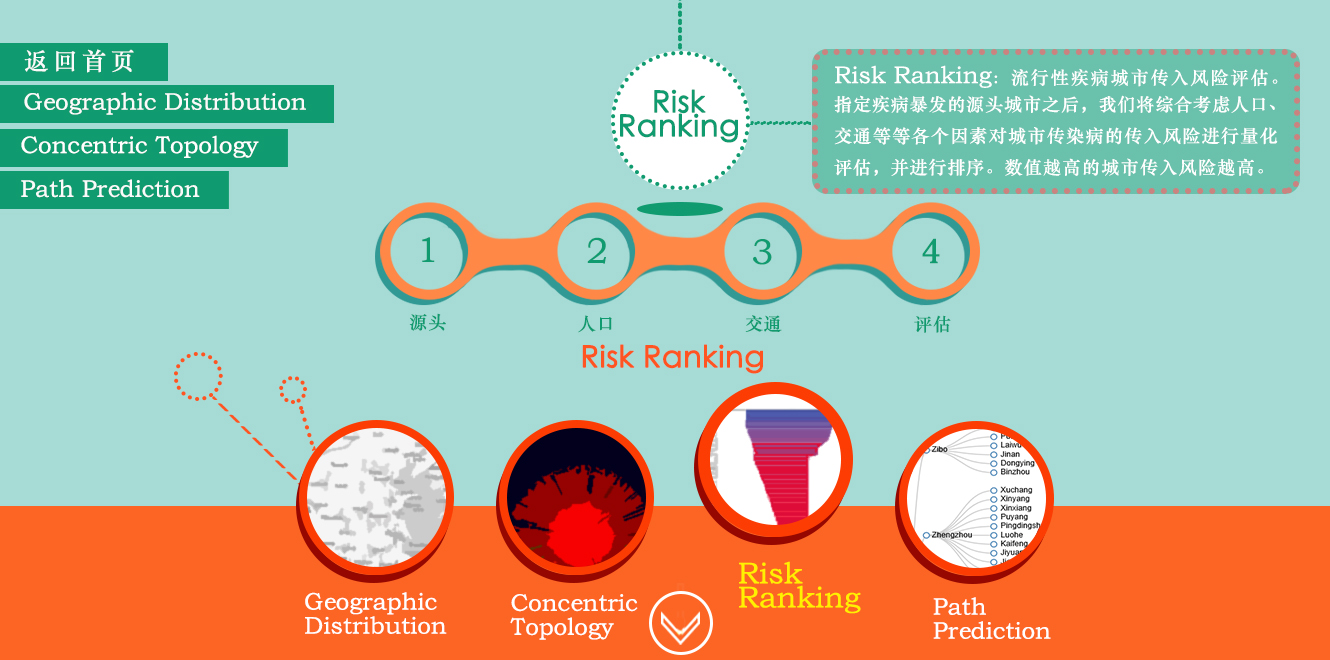 返回首页
Geographic Distribution
Concentric Topology
Path Prediction
Risk
Ranking
Risk Ranking: 流行性疾病城市传入风险评估。
指定疾病暴发的源头城市之后，我们将综合考虑人口、
交通等等各个因素对城市传染病的传入风险进行量化
评估，并进行排序。数值越高的城市传入风险越高。
1
2
3
4
源头
人口
交通
评估
Risk Ranking
Zibo
Laiwu
Jinan
Dongying
Binzhou
Xuchang
Xinyang
Xinxiang
Puyang
Pingdingsh
Zhengzhou
Luohe
Kaifeng
Jiyuan
Geographic
Distribution
Concentric
Topology
Risk
Ranking
Path
Prediction